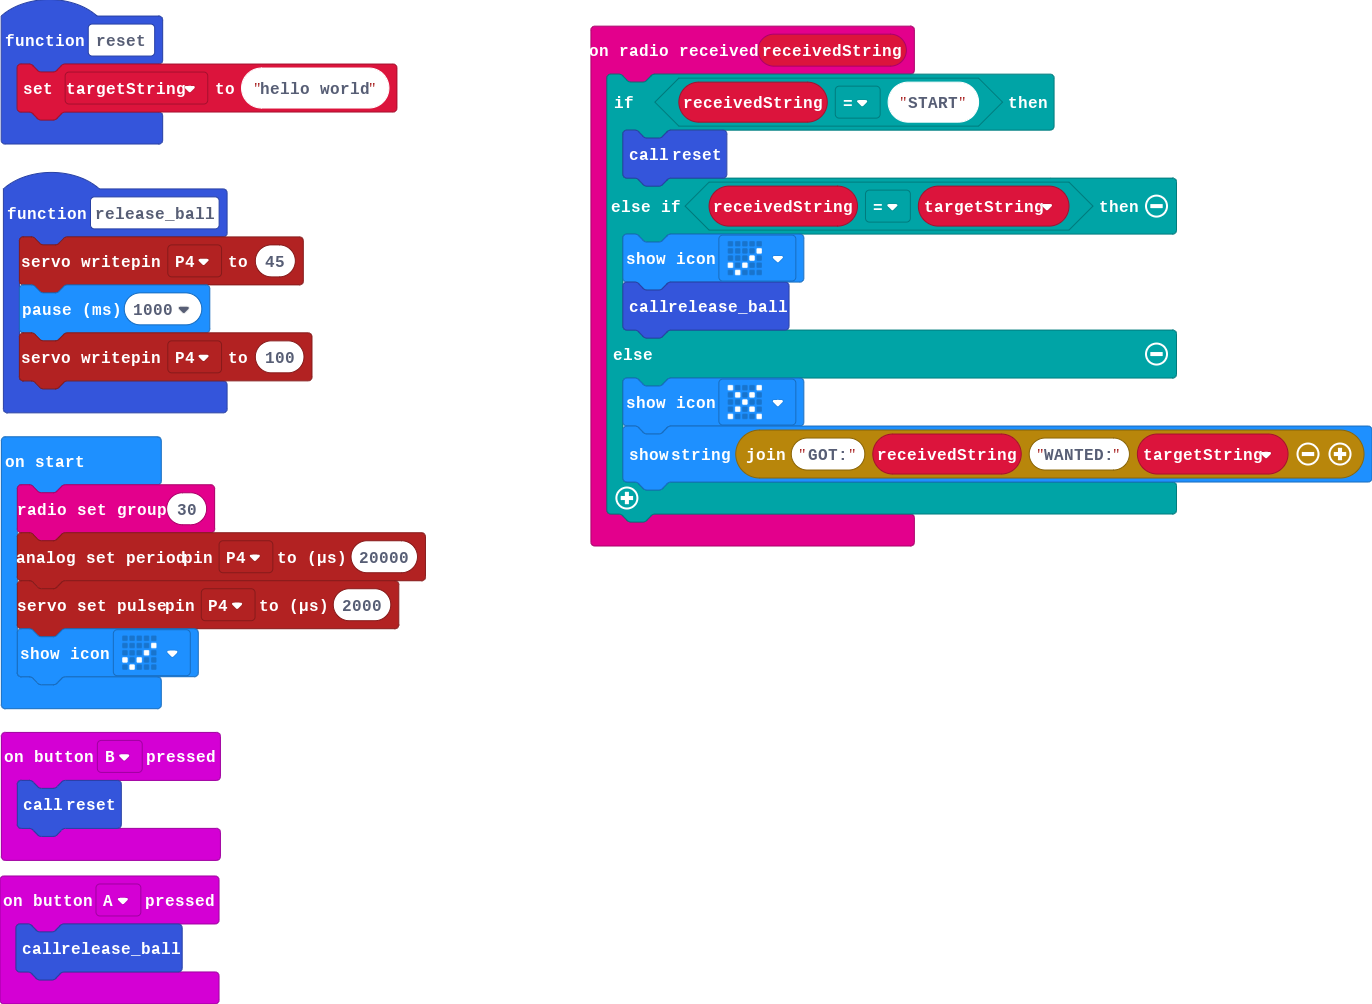 function reset
set targetString to "hello world"
function release_ball
servo writepin P4 to 45
pause (ms) 1000
servo writepin P4 to 100
on start
radio set group 30
analog set period pin P4 to (µs) 20000
servo set pulse pin P4 to (µs) 2000
show icon
on button B pressed
call reset
on button A pressed
call release_ball
on radio received receivedString
if receivedString = "START" then
call reset
else if receivedString = targetString then
show icon
call release_ball
else
show icon
show string join "GOT:" receivedString "WANTED:" targetString